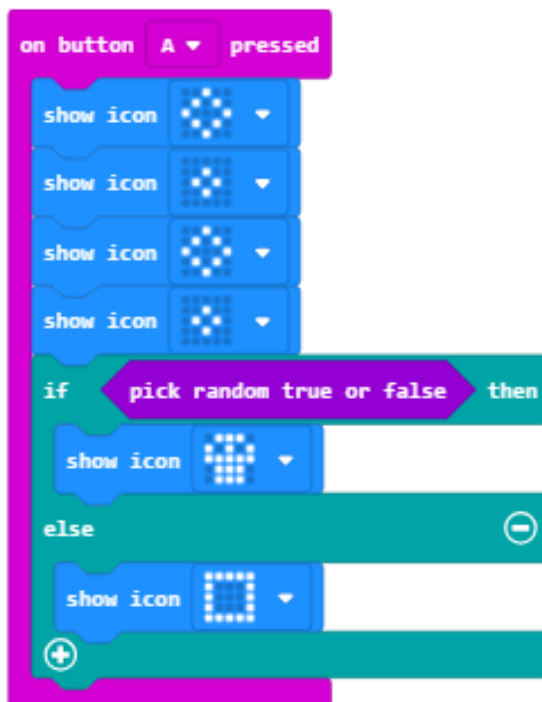 on button A pressed
show icon
show icon
show icon
show icon
if pick random true or false then
show icon
else
show icon